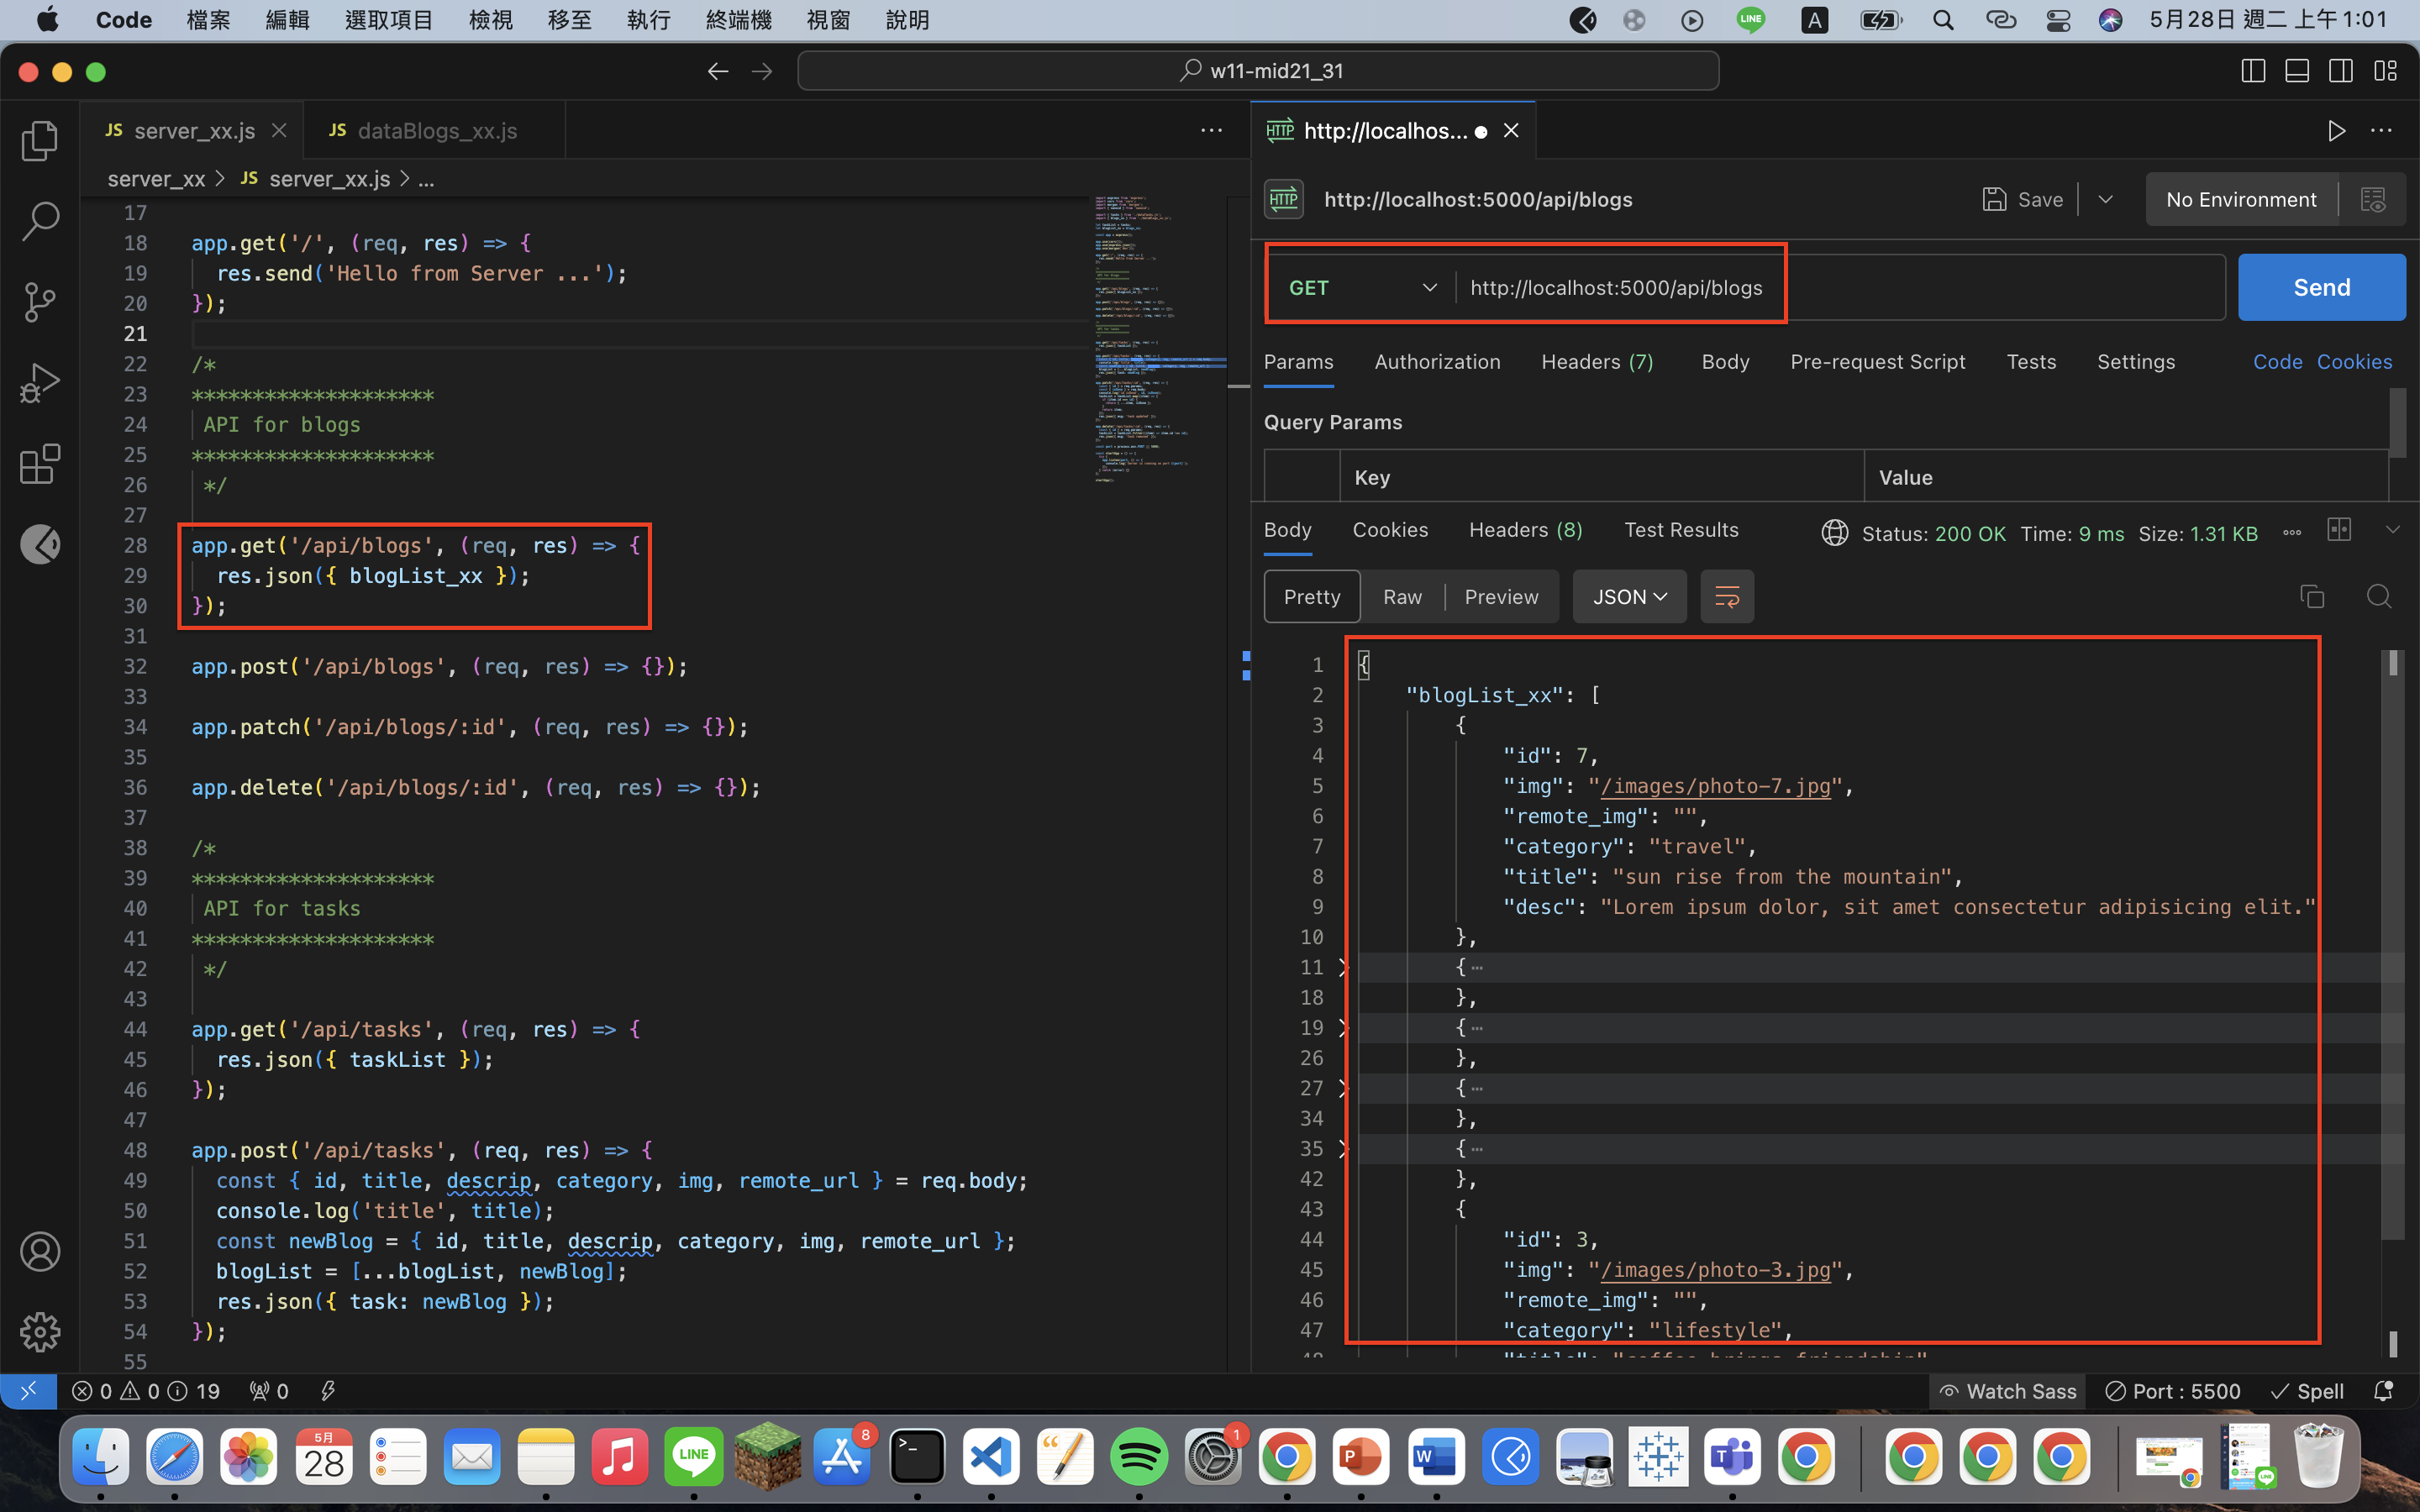 Code 檔案 編輯 選取項目 檢視 移至 執行 終端機 視窗 說明 LINE A 5月28日 週二 上午1:01
w11-mid21_31
JS server_xx.js
JS dataBlogs_xx.js
server_xx > JS server_xx.js > ...
17
18 app.get('/', (req, res) => {
19 res.send('Hello from Server ...');
20 });
21
22 /*
23 ********************
24 API for blogs
25 ********************
26 */
27
28 app.get('/api/blogs', (req, res) => {
29 res.json({ blogList_xx });
30 });
31
32 app.post('/api/blogs', (req, res) => {});
33
34 app.patch('/api/blogs/:id', (req, res) => {});
35
36 app.delete('/api/blogs/:id', (req, res) => {});
37
38 /*
39 ********************
40 API for tasks
41 ********************
42 */
43
44 app.get('/api/tasks', (req, res) => {
45 res.json({ taskList });
46 });
47
48 app.post('/api/tasks', (req, res) => {
49 const { id, title, descrip, category, img, remote_url } = req.body;
50 console.log('title', title);
51 const newBlog = { id, title, descrip, category, img, remote_url };
52 blogList = [...blogList, newBlog];
53 res.json({ task: newBlog });
54 });
55
HTTP http://localhos...
HTTP http://localhost:5000/api/blogs Save No Environment
GET http://localhost:5000/api/blogs Send
Params Authorization Headers (7) Body Pre-request Script Tests Settings Code Cookies
Query Params
Key Value
Body Cookies Headers (8) Test Results Status: 200 OK Time: 9 ms Size: 1.31 KB
Pretty Raw Preview JSON
1 {
2 "blogList_xx": [
3 {
4 "id": 7,
5 "img": "/images/photo-7.jpg",
6 "remote_img": "",
7 "category": "travel",
8 "title": "sun rise from the mountain",
9 "desc": "Lorem ipsum dolor, sit amet consectetur adipisicing elit."
10 },
11 { ...
18 },
19 { ...
26 },
27 { ...
34 },
35 { ...
42 },
43 {
44 "id": 3,
45 "img": "/images/photo-3.jpg",
46 "remote_img": "",
47 "category": "lifestyle",
0 0 19 0 Watch Sass Port : 5500 Spell
5月 28 LINE 8 1 P W T